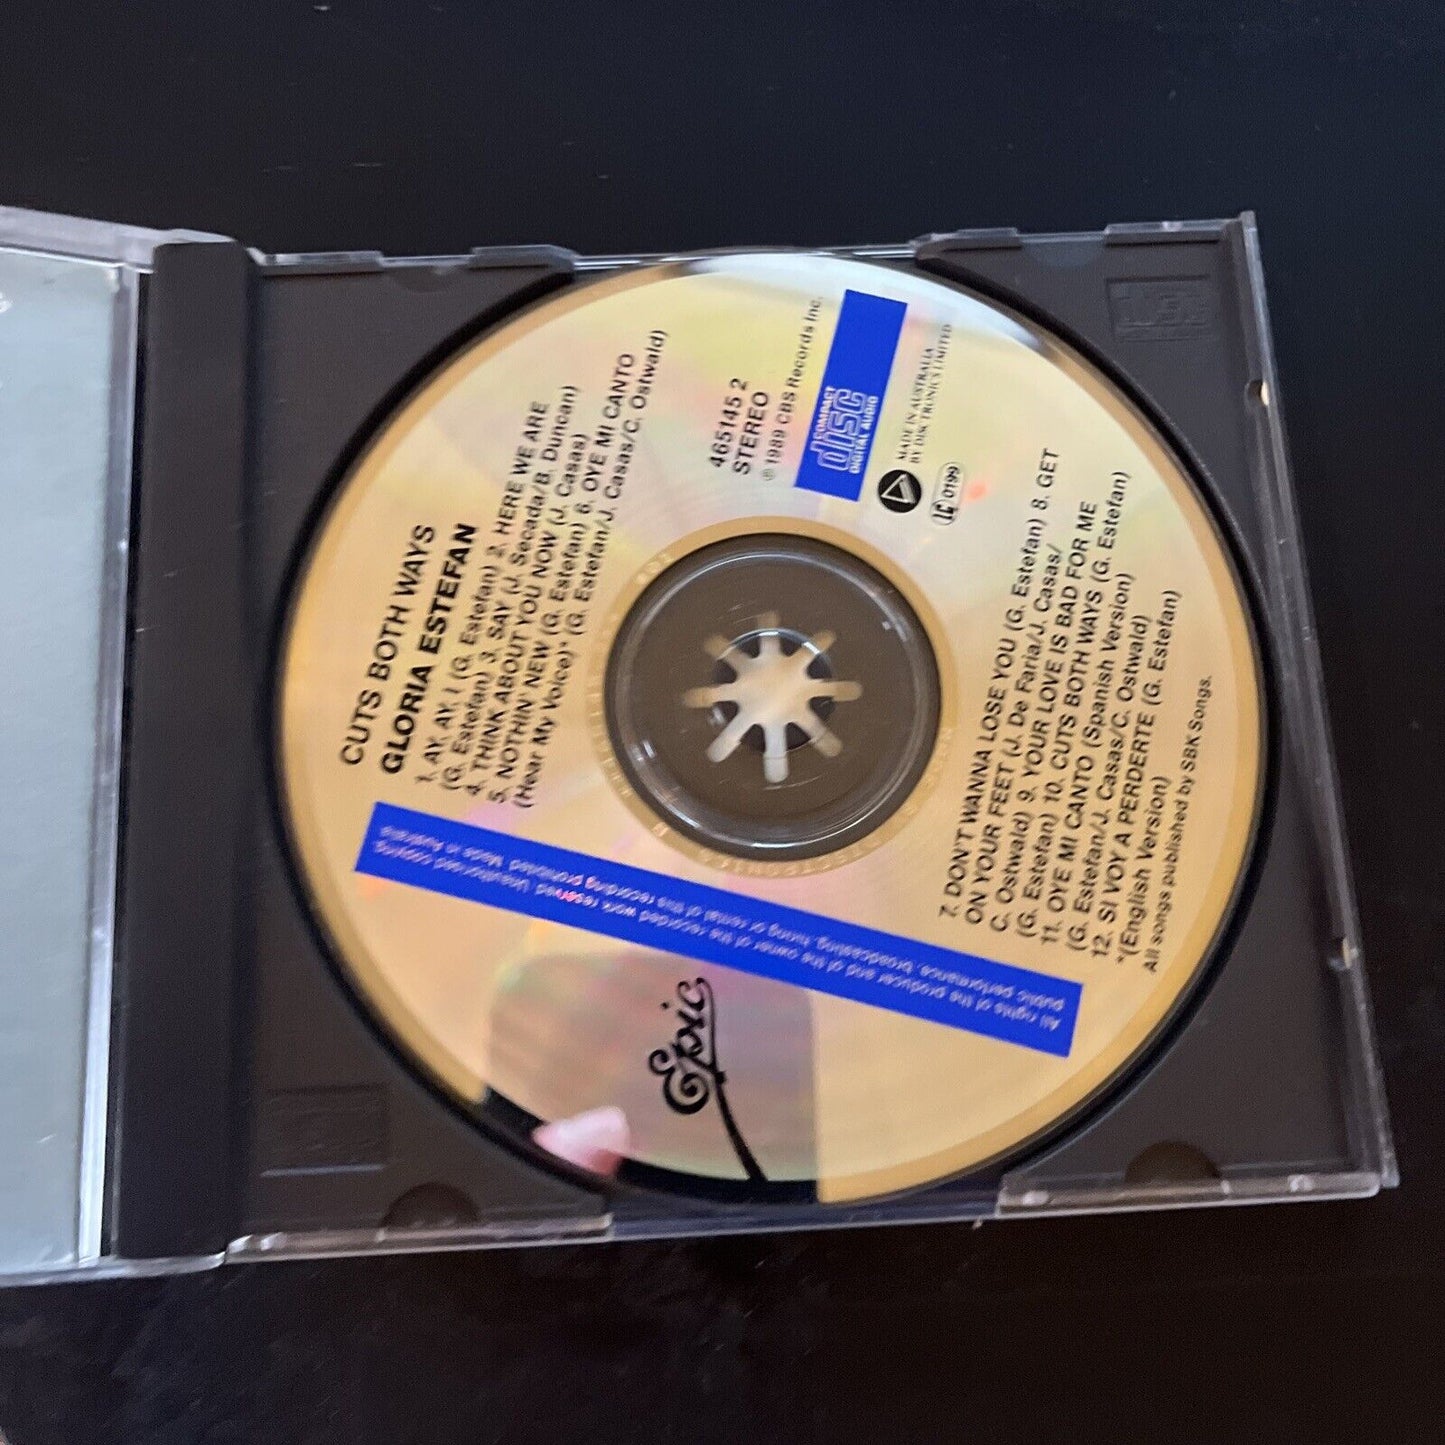 CUTS BOTH WAYS
GLORIA ESTEFAN
1. AY, AY, I (G. Estefan) 2. HERE WE ARE
(G. Estefan) 3. SAY (J. Secada/B. Duncan)
4. THINK ABOUT YOU NOW (J. Casas)
5. NOTHIN' NEW (G. Estefan) 6. OYE MI CANTO
(Hear My Voice)* (G. Estefan/J. Casas/C. Ostwald)
465145 2
STEREO
℗ 1989 CBS Records Inc.
COMPACT
disc
DIGITAL AUDIO
MADE IN AUSTRALIA
BY DISCTRONICS LIMITED
LC 0199
7. DON'T WANNA LOSE YOU (G. Estefan) 8. GET
ON YOUR FEET (J. De Faria/J. Casas/
C. Ostwald) 9. YOUR LOVE IS BAD FOR ME
(G. Estefan) 10. CUTS BOTH WAYS (G. Estefan)
11. OYE MI CANTO (Spanish Version)
(G. Estefan/J. Casas/C. Ostwald)
12. SI VOY A PERDERTE (G. Estefan)
*(English Version)
All songs published by SBK Songs.
All rights of the producer and of the owner of the recorded work reserved. Unauthorised copying,
public performance, broadcasting, hiring or rental of this recording prohibited. Made in Australia
Epic